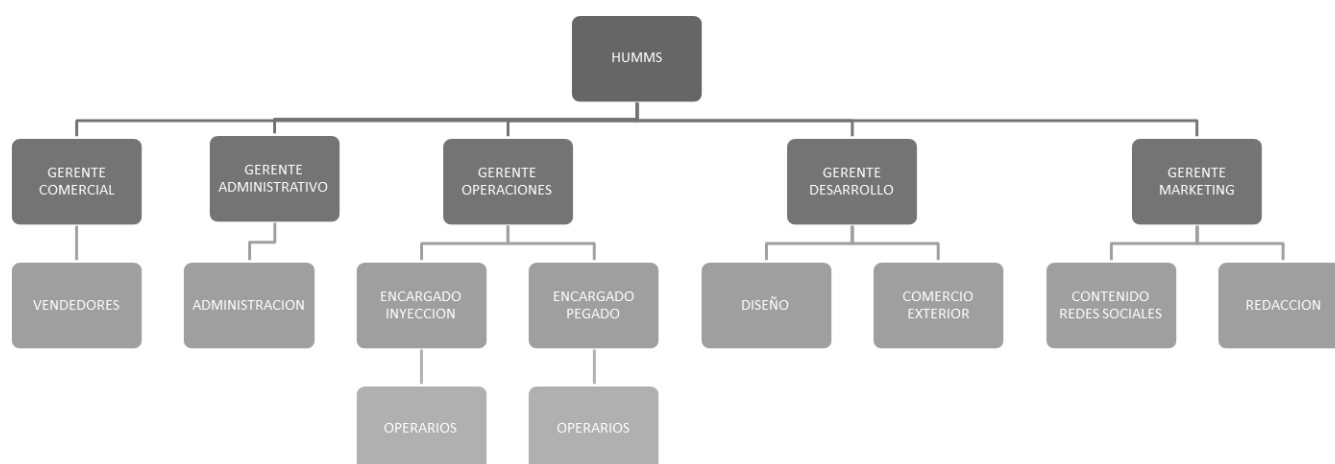 HUMMS
GERENTE
COMERCIAL
GERENTE
ADMINISTRATIVO
GERENTE
OPERACIONES
GERENTE
DESARROLLO
GERENTE
MARKETING
VENDEDORES
ADMINISTRACION
ENCARGADO
INYECCION
ENCARGADO
PEGADO
DISEÑO
COMERCIO
EXTERIOR
CONTENIDO
REDES SOCIALES
REDACCION
OPERARIOS
OPERARIOS